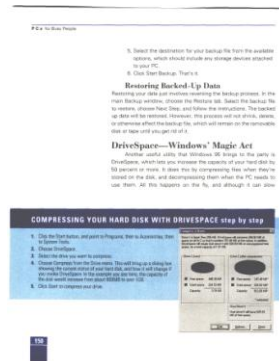 PCs for Busy People
5. Select the destination for your backup file from the available
options, which should include any storage devices attached
to your PC.
6. Click Start Backup. That's it.
Restoring Backed-Up Data
Restoring your data just involves reversing the backup process. In the
main Backup window, choose the Restore tab. Select the backup file
to restore, choose Next Step, and follow the instructions. The backed
up data will be restored. However, this process will not shrink, delete,
or otherwise affect the backup file, which will remain on the removable
disk or tape until you get rid of it.
DriveSpace—Windows' Magic Act
Another useful utility that Windows 95 brings to the party is
DriveSpace, which lets you increase the capacity of your hard disk by
50 percent or more. It does this by compressing files when they're
stored on the disk, and decompressing them when the PC needs to
use them. All this happens on the fly, and although it can slow
COMPRESSING YOUR HARD DISK WITH DRIVESPACE step by step
1. Click the Start button, and point to Programs, then to Accessories, then
to System Tools.
2. Choose DriveSpace.
3. Select the drive you want to compress.
4. Choose Compress from the Drive menu. This will bring up a dialog box
showing the current status of your hard disk, and how it will change if
you
5. Click Start to compress your drive.
150